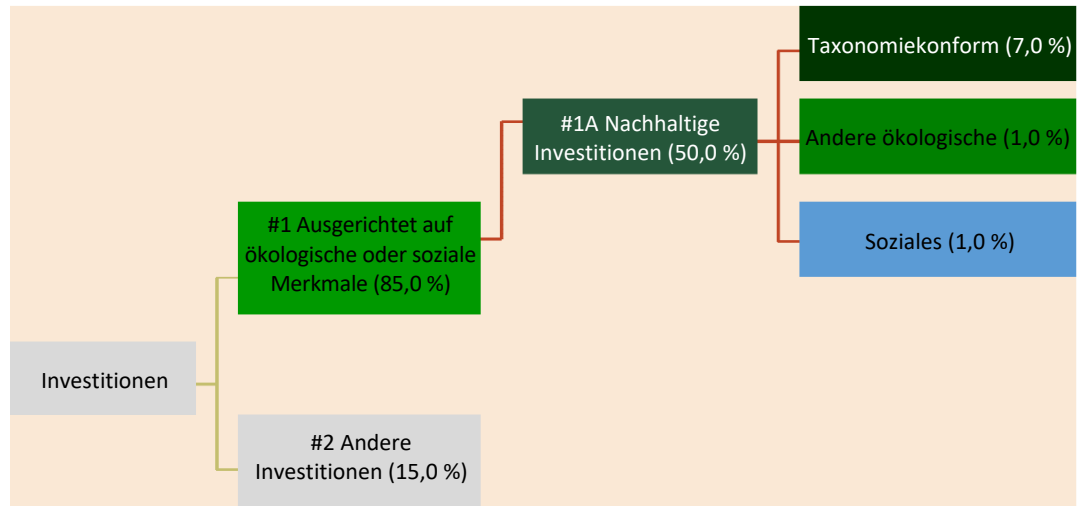 Taxonomiekonform (7,0 %)
#1A Nachhaltige
Investitionen (50,0 %)
Andere ökologische (1,0 %)
#1 Ausgerichtet auf
ökologische oder soziale
Merkmale (85,0 %)
Soziales (1,0 %)
Investitionen
#2 Andere
Investitionen (15,0 %)